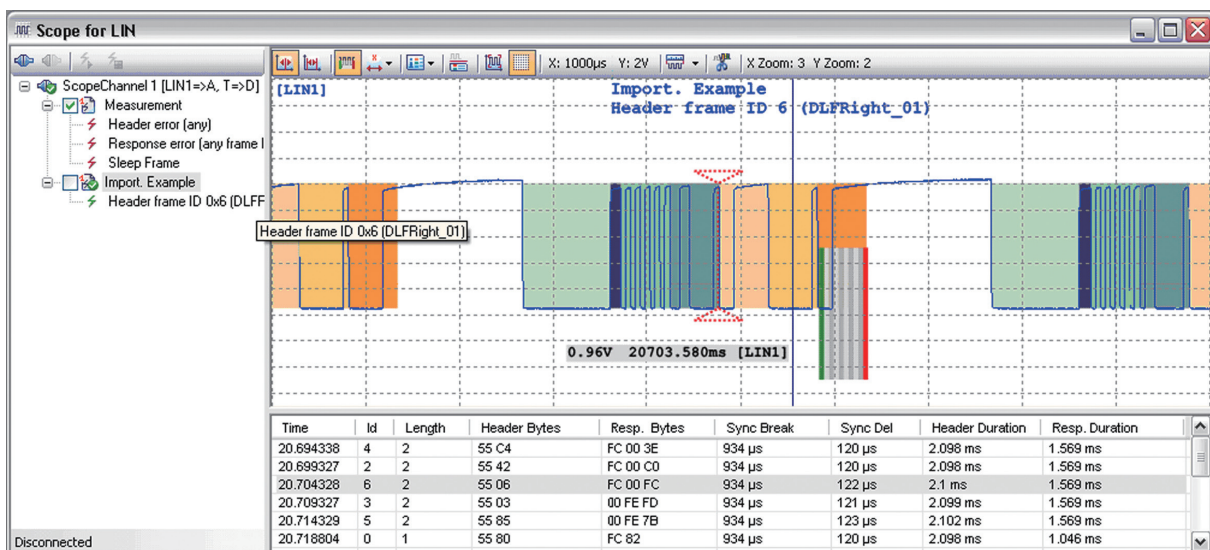 Scope for LIN
X: 1000µs Y: 2V
X Zoom: 3 Y Zoom: 2
ScopeChannel 1 [LIN1=>A, T=>D]
Measurement
Header error (any)
Response error (any frame I
Sleep Frame
Import. Example
Header frame ID 0x6 (DLFF
Header frame ID 0x6 (DLFRight_01)
[LIN1]
Import. Example
Header frame ID 6 (DLFRight_01)
0.96V 20703.580ms [LIN1]
Time Id Length Header Bytes Resp. Bytes Sync Break Sync Del Header Duration Resp. Duration
20.694338 4 2 55 C4 FC 00 3E 934 µs 120 µs 2.098 ms 1.569 ms
20.699327 2 2 55 42 FC 00 C0 934 µs 120 µs 2.098 ms 1.569 ms
20.704328 6 2 55 06 FC 00 FC 934 µs 122 µs 2.1 ms 1.569 ms
20.709327 3 2 55 03 00 FE FD 934 µs 121 µs 2.099 ms 1.569 ms
20.714329 5 2 55 85 00 FE 7B 934 µs 123 µs 2.102 ms 1.569 ms
20.718804 0 1 55 80 FC 82 934 µs 120 µs 2.098 ms 1.046 ms
Disconnected